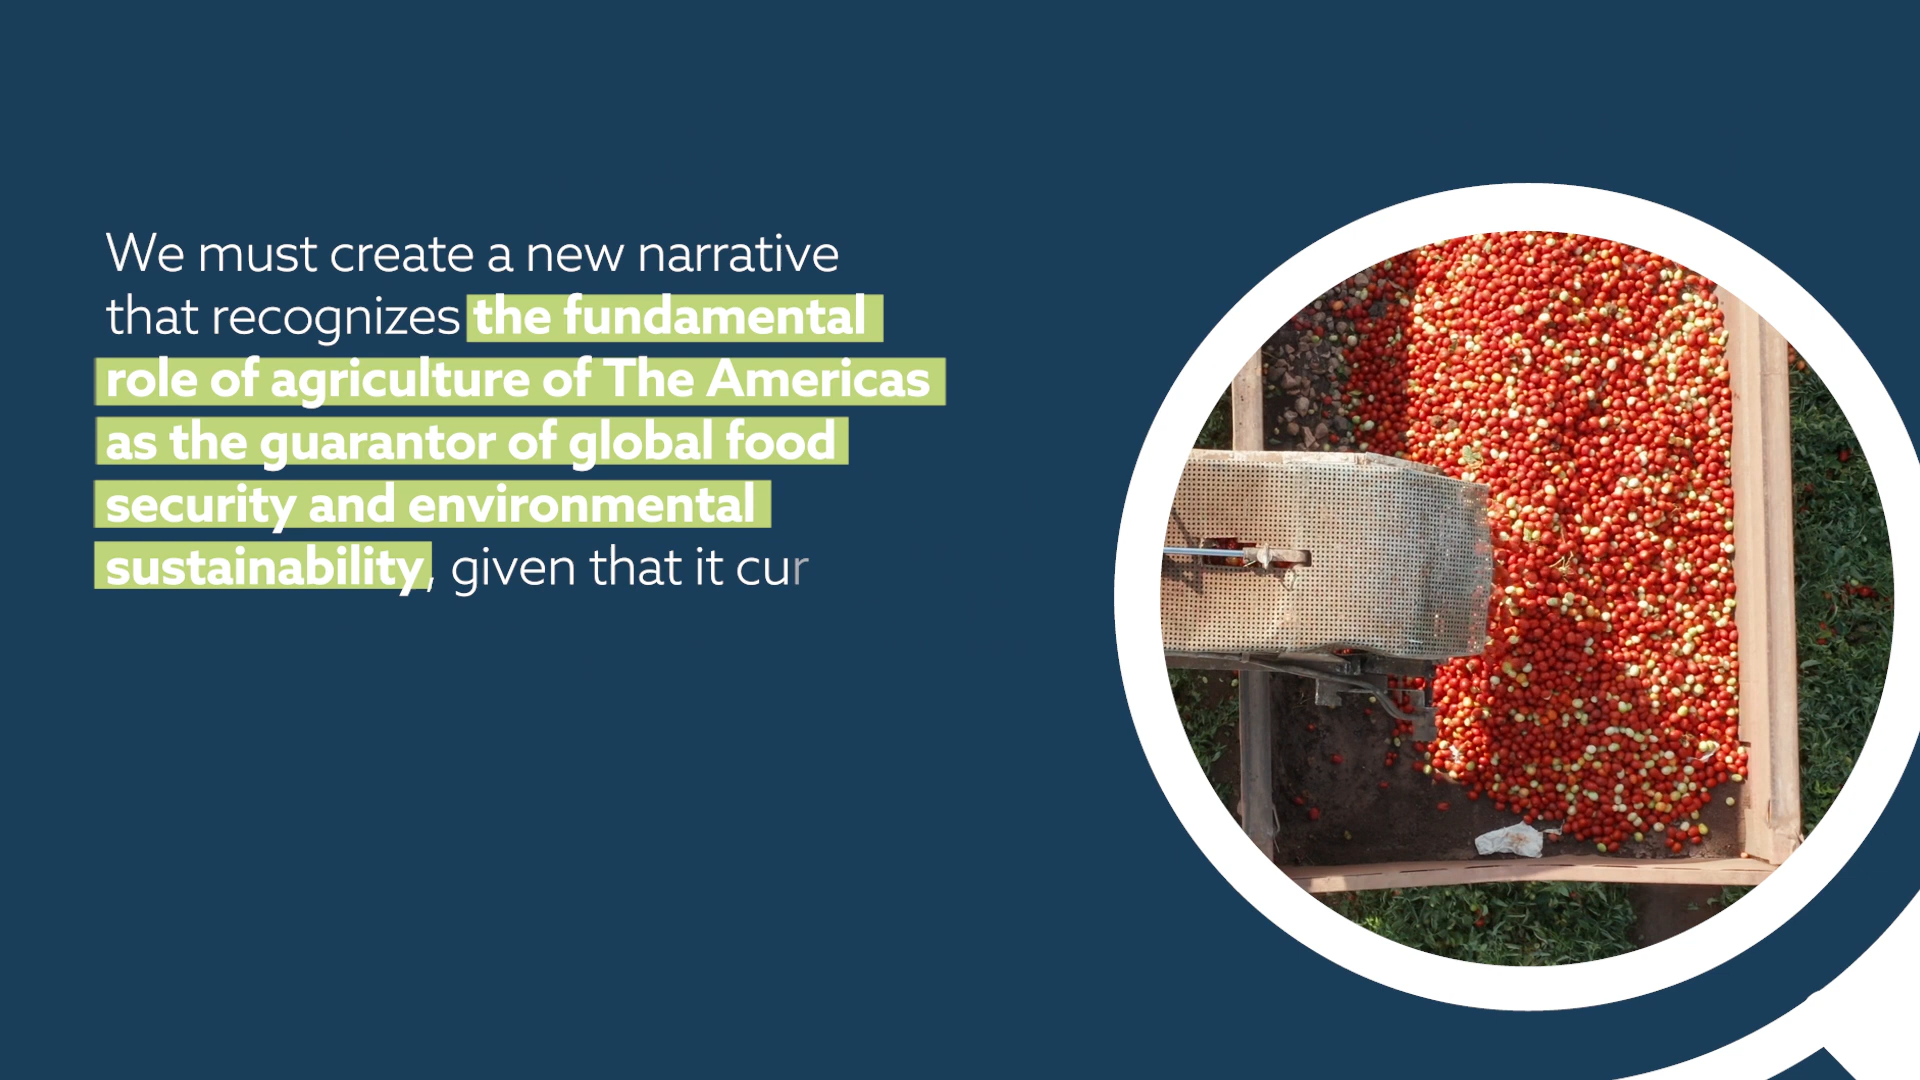 We must create a new narrative
that recognizes the fundamental
role of agriculture of The Americas
as the guarantor of global food
security and environmental
sustainability, given that it cur